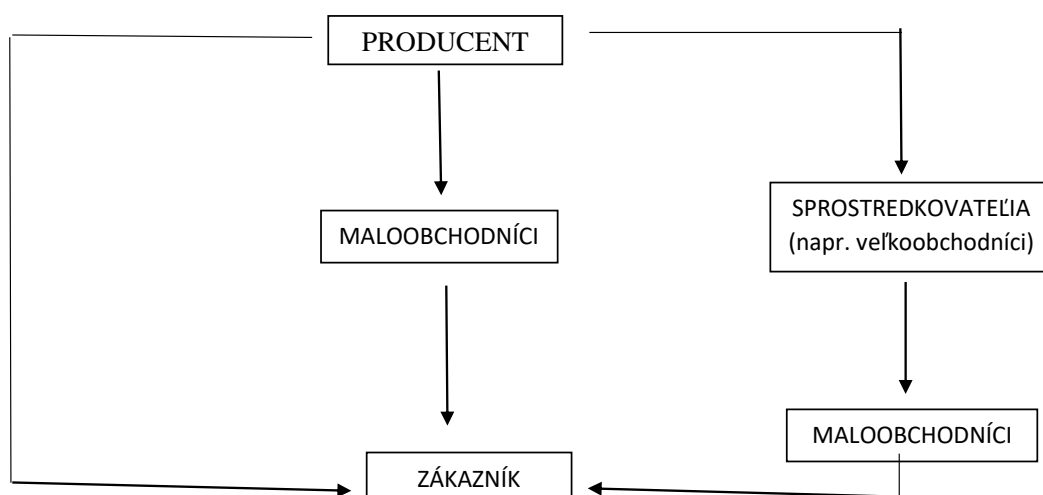 PRODUCENT
MALOOBCHODNÍCI
SPROSTREDKOVATEĽIA
(napr. veľkoobchodníci)
MALOOBCHODNÍCI
ZÁKAZNÍK